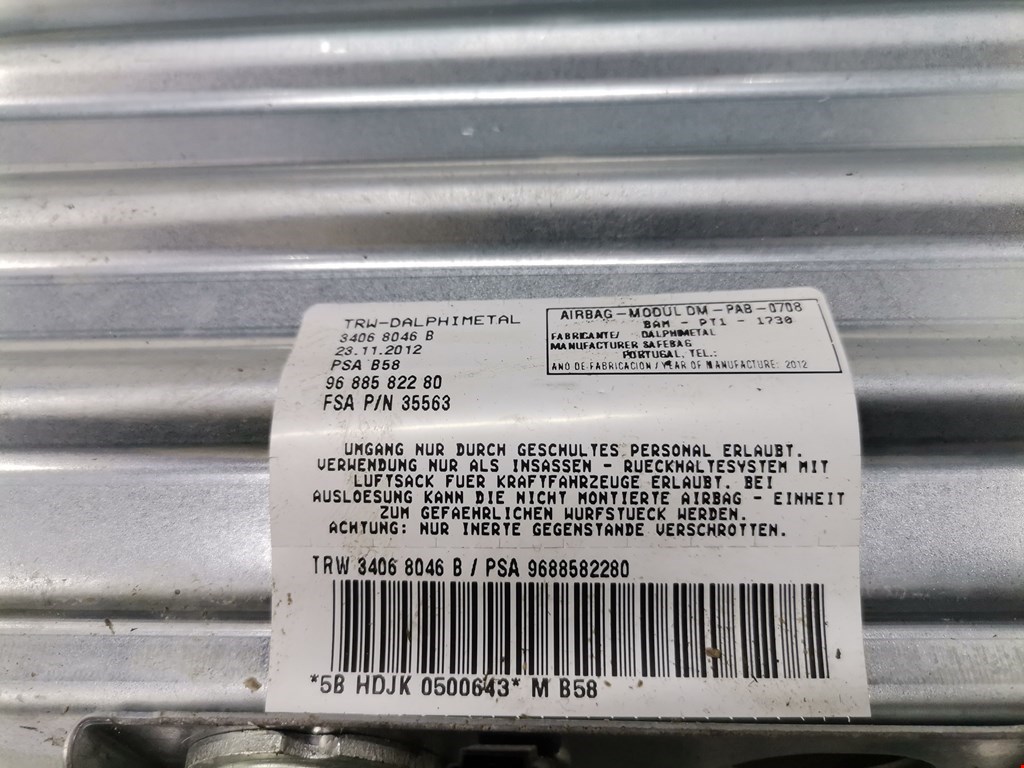 TRW-DALPHIMETAL
3406 8046 B
23.11.2012
PSA B58
96 885 822 80
FSA P/N 35563
AIRBAG-MODUL DM-PAB-0708
BAM - PT1 - 1730
FABRICANTE/ DALPHIMETAL
MANUFACTURER SAFEBAG
PORTUGAL, TEL.:
ANO DE FABRICACION / YEAR OF MANUFACTURE: 2012
UMGANG NUR DURCH GESCHULTES PERSONAL ERLAUBT.
VERWENDUNG NUR ALS INSASSEN - RUECKHALTESYSTEM MIT
LUFTSACK FUER KRAFTFAHRZEUGE ERLAUBT. BEI
AUSLOESUNG KANN DIE NICHT MONTIERTE AIRBAG - EINHEIT
ZUM GEFAEHRLICHEN WURFSTUECK WERDEN.
ACHTUNG: NUR INERTE GEGENSTANDE VERSCHROTTEN.
TRW 3406 8046 B / PSA 9688582280
*5B HDJK 0500643* M B58